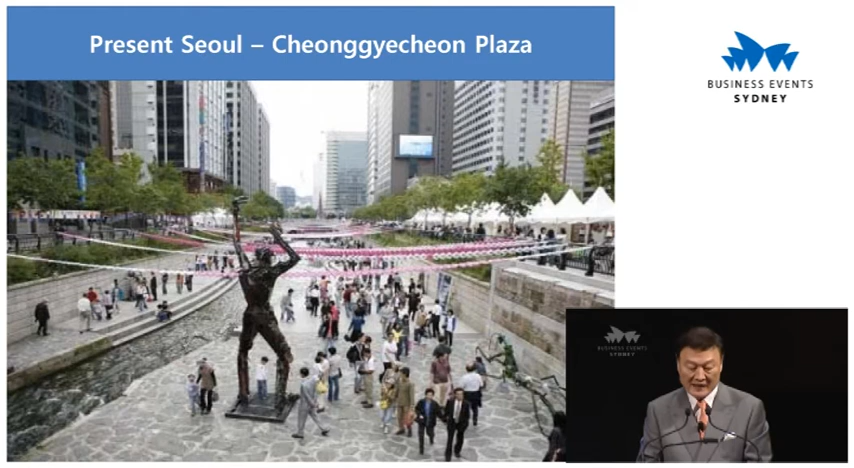 Present Seoul – Cheonggyecheon Plaza
BUSINESS EVENTS
SYDNEY
BUSINESS EVENTS
SYDNEY